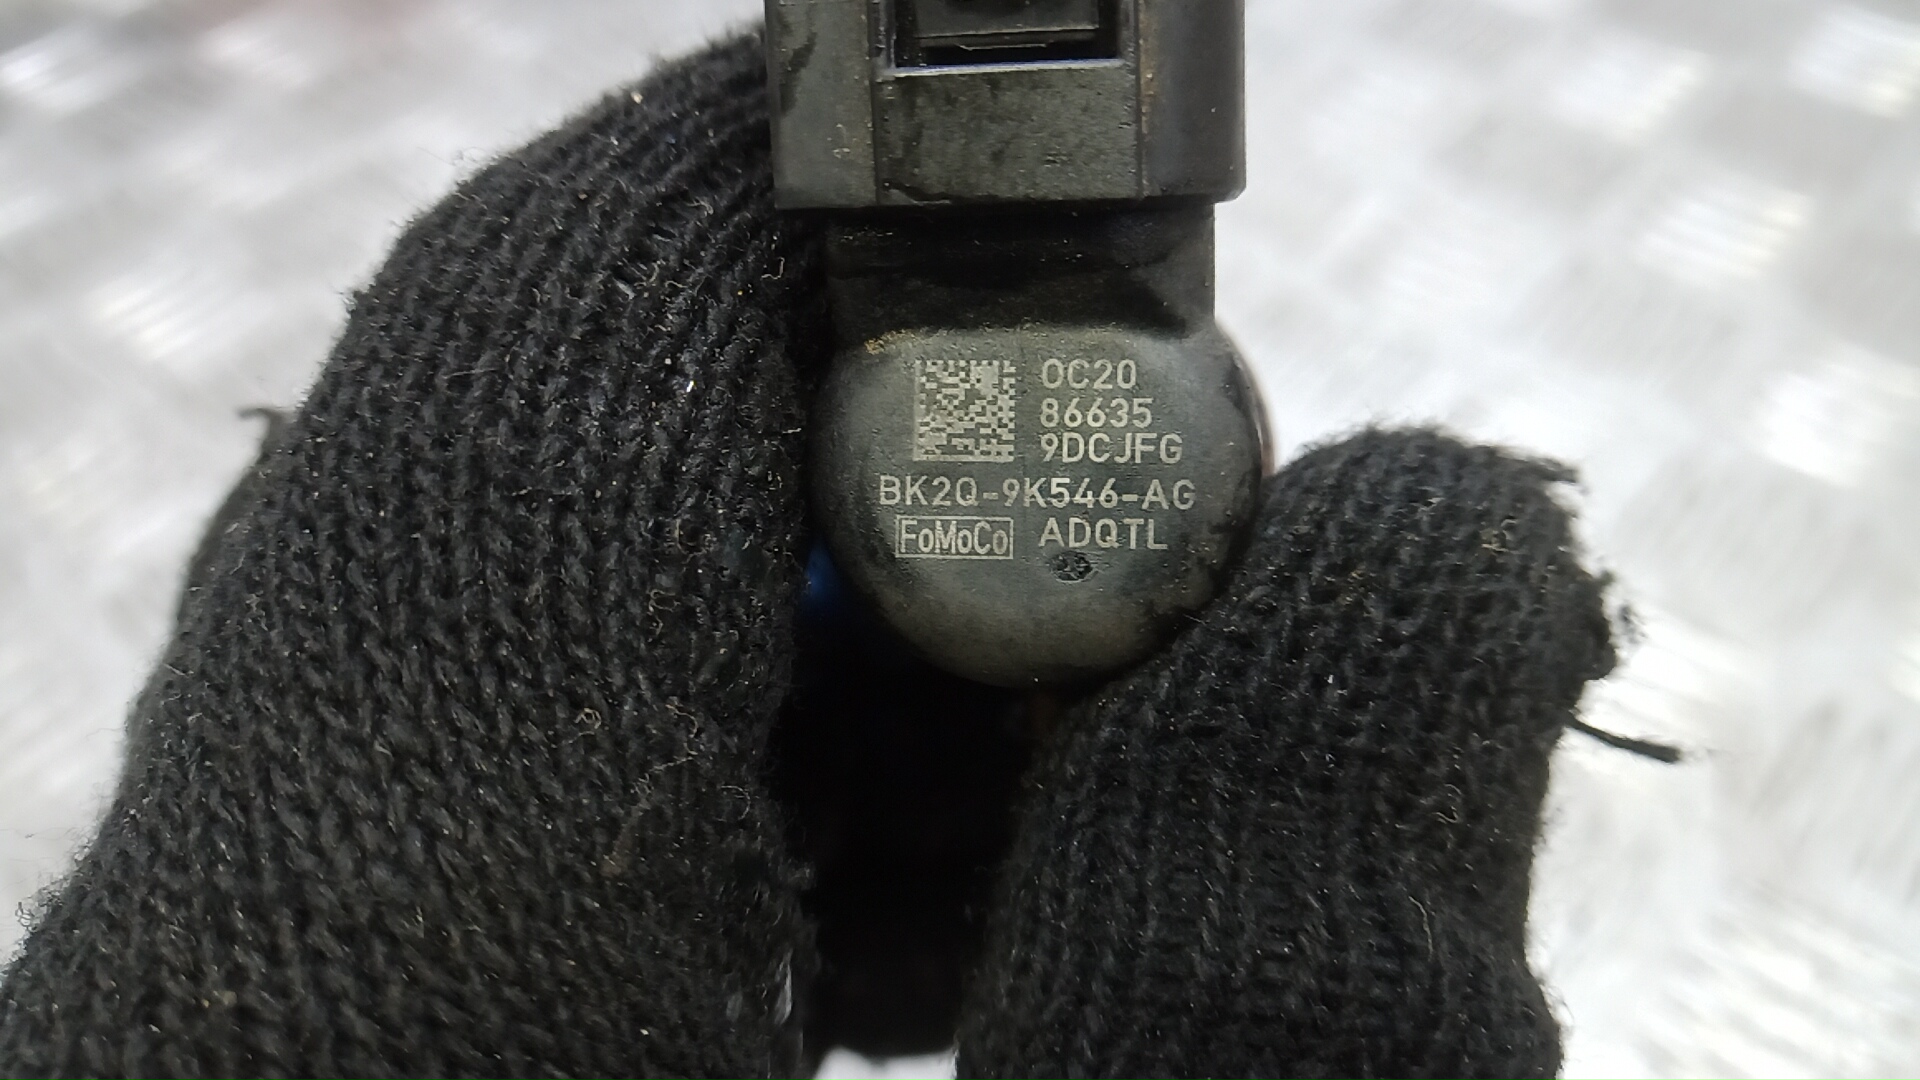 0C20
86635
9DCJFG
BK2Q-9K546-AG
FoMoCo ADQTL